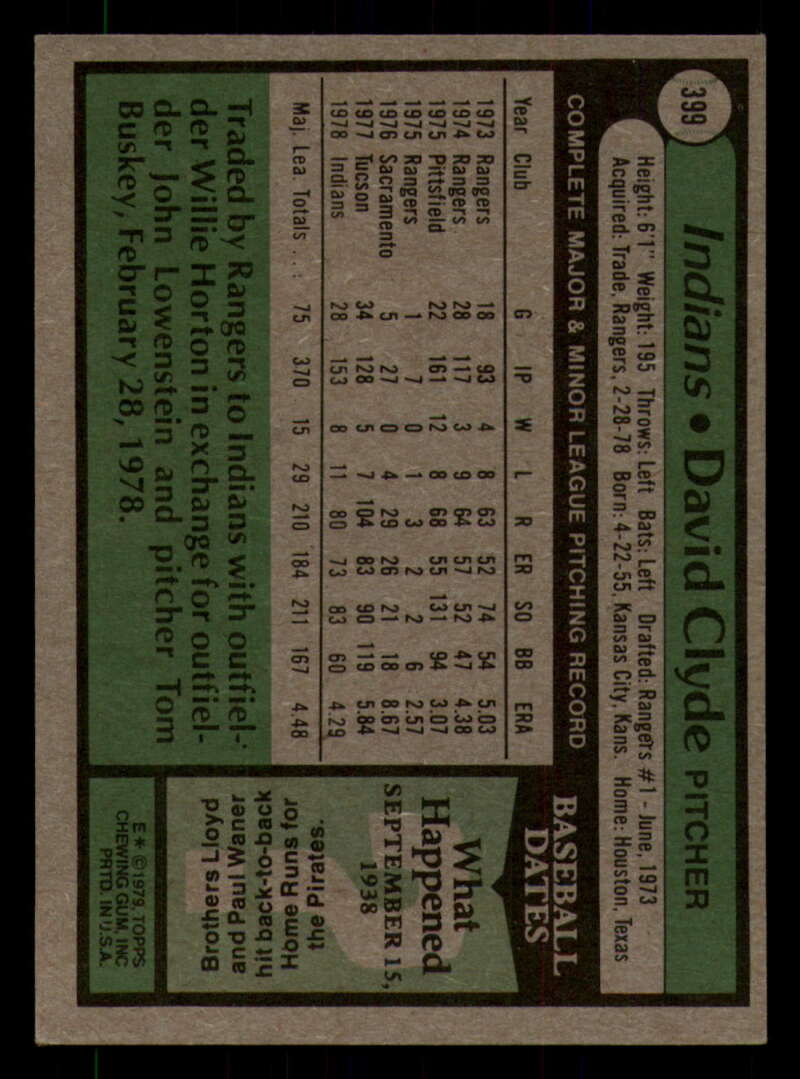 399
Indians • David Clyde PITCHER
Height: 6'1" Weight: 195 Throws: Left Bats: Left Drafted: Rangers #1 - June, 1973
Acquired: Trade, Rangers, 2-28-78 Born: 4-22-55, Kansas City, Kans. Home: Houston, Texas
COMPLETE MAJOR & MINOR LEAGUE PITCHING RECORD
Year Club G IP W L R ER SO BB ERA
1973 Rangers 18 93 4 8 63 52 74 54 5.03
1974 Rangers 28 117 3 9 64 57 52 47 4.38
1975 Pittsfield 22 161 12 8 68 55 131 94 3.07
1975 Rangers 1 7 0 1 3 2 2 6 2.57
1976 Sacramento 5 27 0 4 29 26 21 18 8.67
1977 Tucson 34 128 5 7 104 83 90 119 5.84
1978 Indians 28 153 8 11 80 73 83 60 4.29
Maj. Lea. Totals ... : 75 370 15 29 210 184 211 167 4.48
Traded by Rangers to Indians with outfiel-
der Willie Horton in exchange for outfiel-
der John Lowenstein and pitcher Tom
Buskey, February 28, 1978.
BASEBALL
DATES
What
Happened
SEPTEMBER 15,
1938
Brothers Lloyd
and Paul Waner
hit back-to-back
Home Runs for
the Pirates.
E * © 1979, TOPPS
CHEWING GUM, INC
PRTD. IN U.S.A.